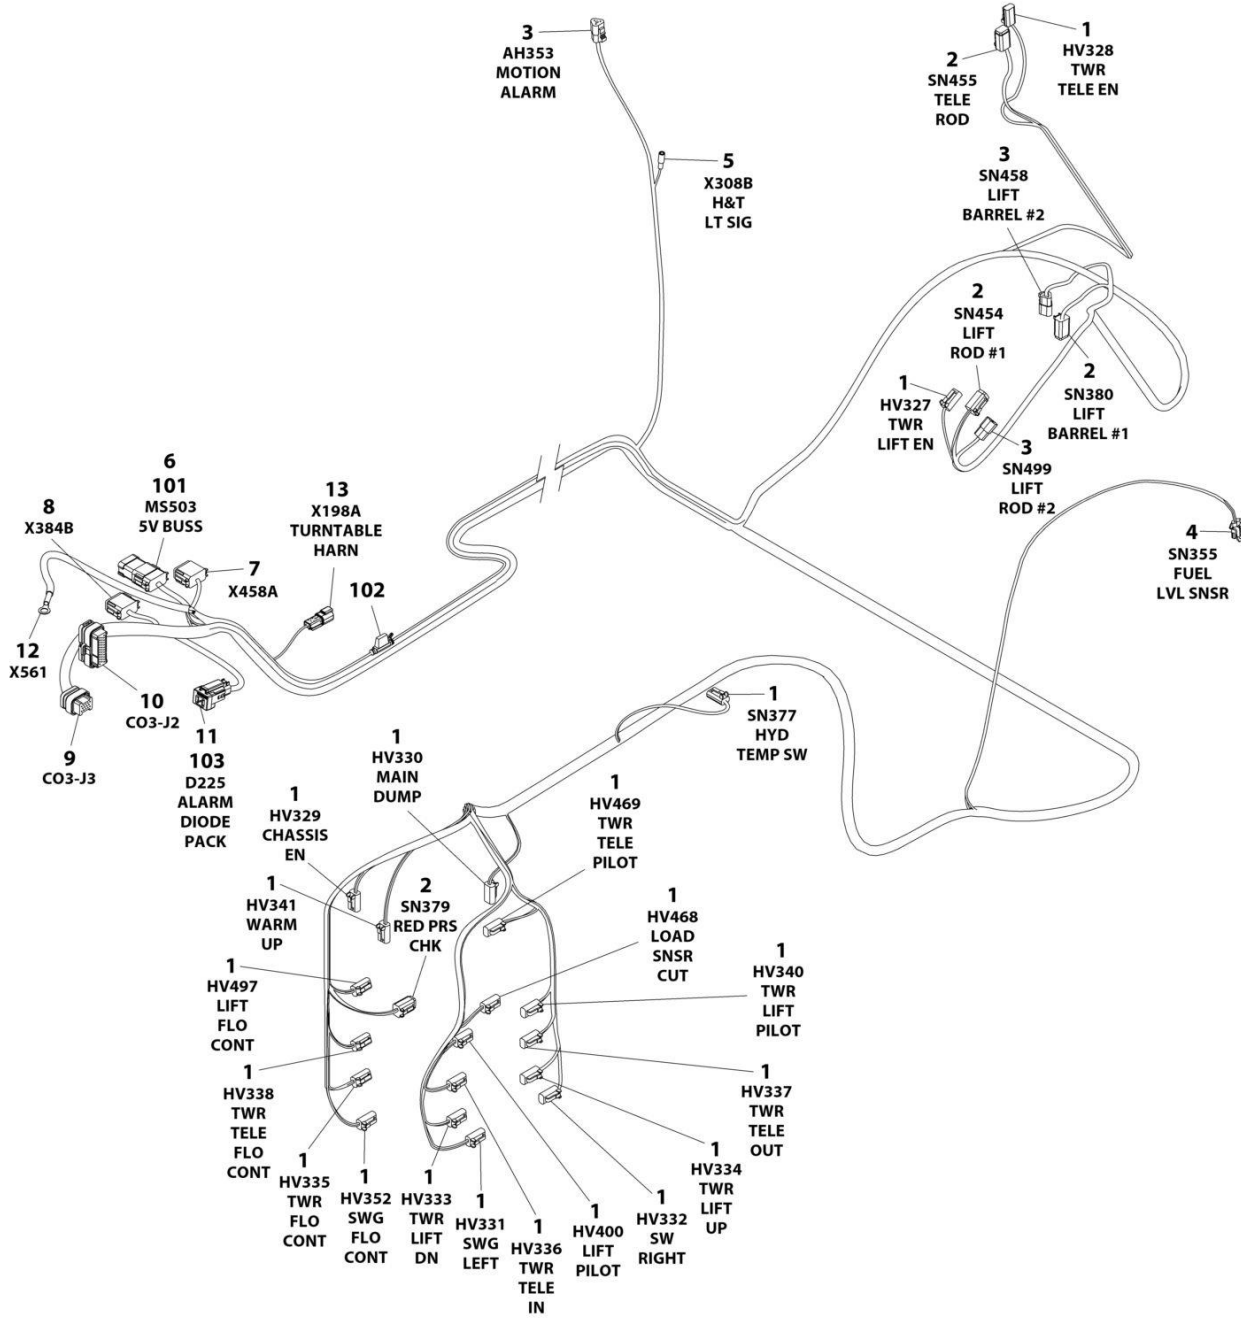 3
AH353
MOTION
ALARM
1
HV328
TWR
TELE EN
2
SN455
TELE
ROD
5
X308B
H&T
LT SIG
3
SN458
LIFT
BARREL #2
2
SN454
LIFT
ROD #1
2
SN380
LIFT
BARREL #1
1
HV327
TWR
LIFT EN
3
SN499
LIFT
ROD #2
4
SN355
FUEL
LVL SNSR
6
101
MS503
5V BUSS
8
X384B
13
X198A
TURNTABLE
HARN
7
X458A
102
12
X561
10
CO3-J2
9
CO3-J3
11
103
D225
ALARM
DIODE
PACK
1
SN377
HYD
TEMP SW
1
HV330
MAIN
DUMP
1
HV469
TWR
TELE
PILOT
1
HV329
CHASSIS
EN
1
HV341
WARM
UP
2
SN379
RED PRS
CHK
1
HV468
LOAD
SNSR
CUT
1
HV340
TWR
LIFT
PILOT
1
HV497
LIFT
FLO
CONT
1
HV338
TWR
TELE
FLO
CONT
1
HV337
TWR
TELE
OUT
1
HV335
TWR
FLO
CONT
1
HV352
SWG
FLO
CONT
1
HV333
TWR
LIFT
DN
1
HV331
SWG
LEFT
1
HV336
TWR
TELE
IN
1
HV400
LIFT
PILOT
1
HV332
SW
RIGHT
1
HV334
TWR
LIFT
UP